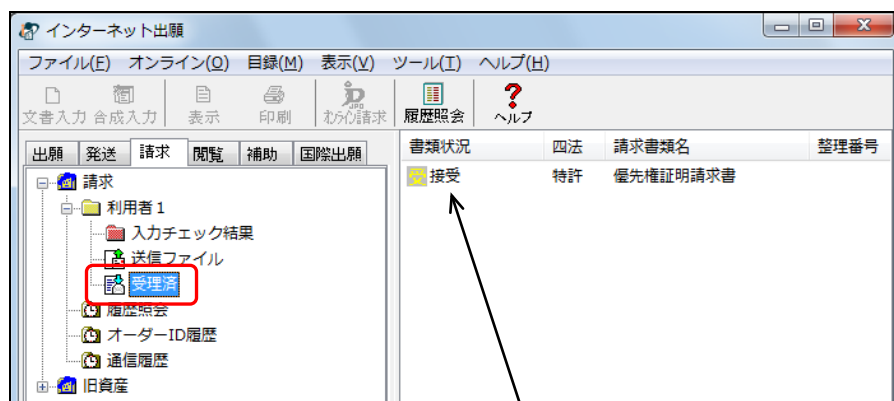 インターネット出願
ファイル(F) オンライン(O) 目録(M) 表示(V) ツール(T) ヘルプ(H)
文書入力 合成入力 表示 印刷 オンライン請求 履歴照会 ヘルプ
出願 発送 請求 閲覧 補助 国際出願
書類状況 四法 請求書類名 整理番号
受 接受 特許 優先権証明請求書
請求
利用者1
入力チェック結果
送信ファイル
受理済
履歴照会
オーダーID履歴
通信履歴
旧資産